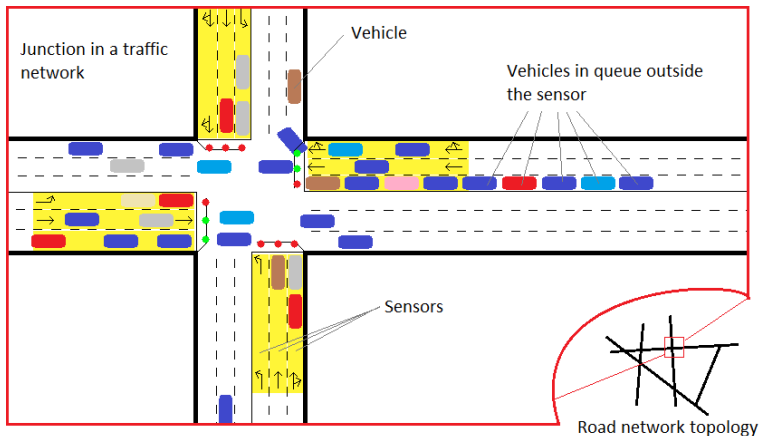 Junction in a traffic
network
Vehicle
Vehicles in queue outside
the sensor
Sensors
Road network topology